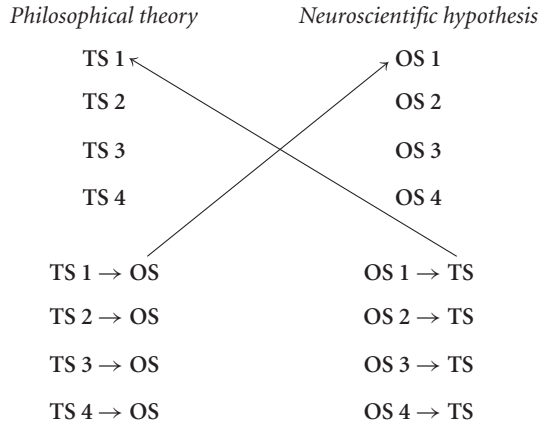 Philosophical theory Neuroscientific hypothesis
TS 1 OS 1
TS 2 OS 2
TS 3 OS 3
TS 4 OS 4
TS 1 → OS OS 1 → TS
TS 2 → OS OS 2 → TS
TS 3 → OS OS 3 → TS
TS 4 → OS OS 4 → TS